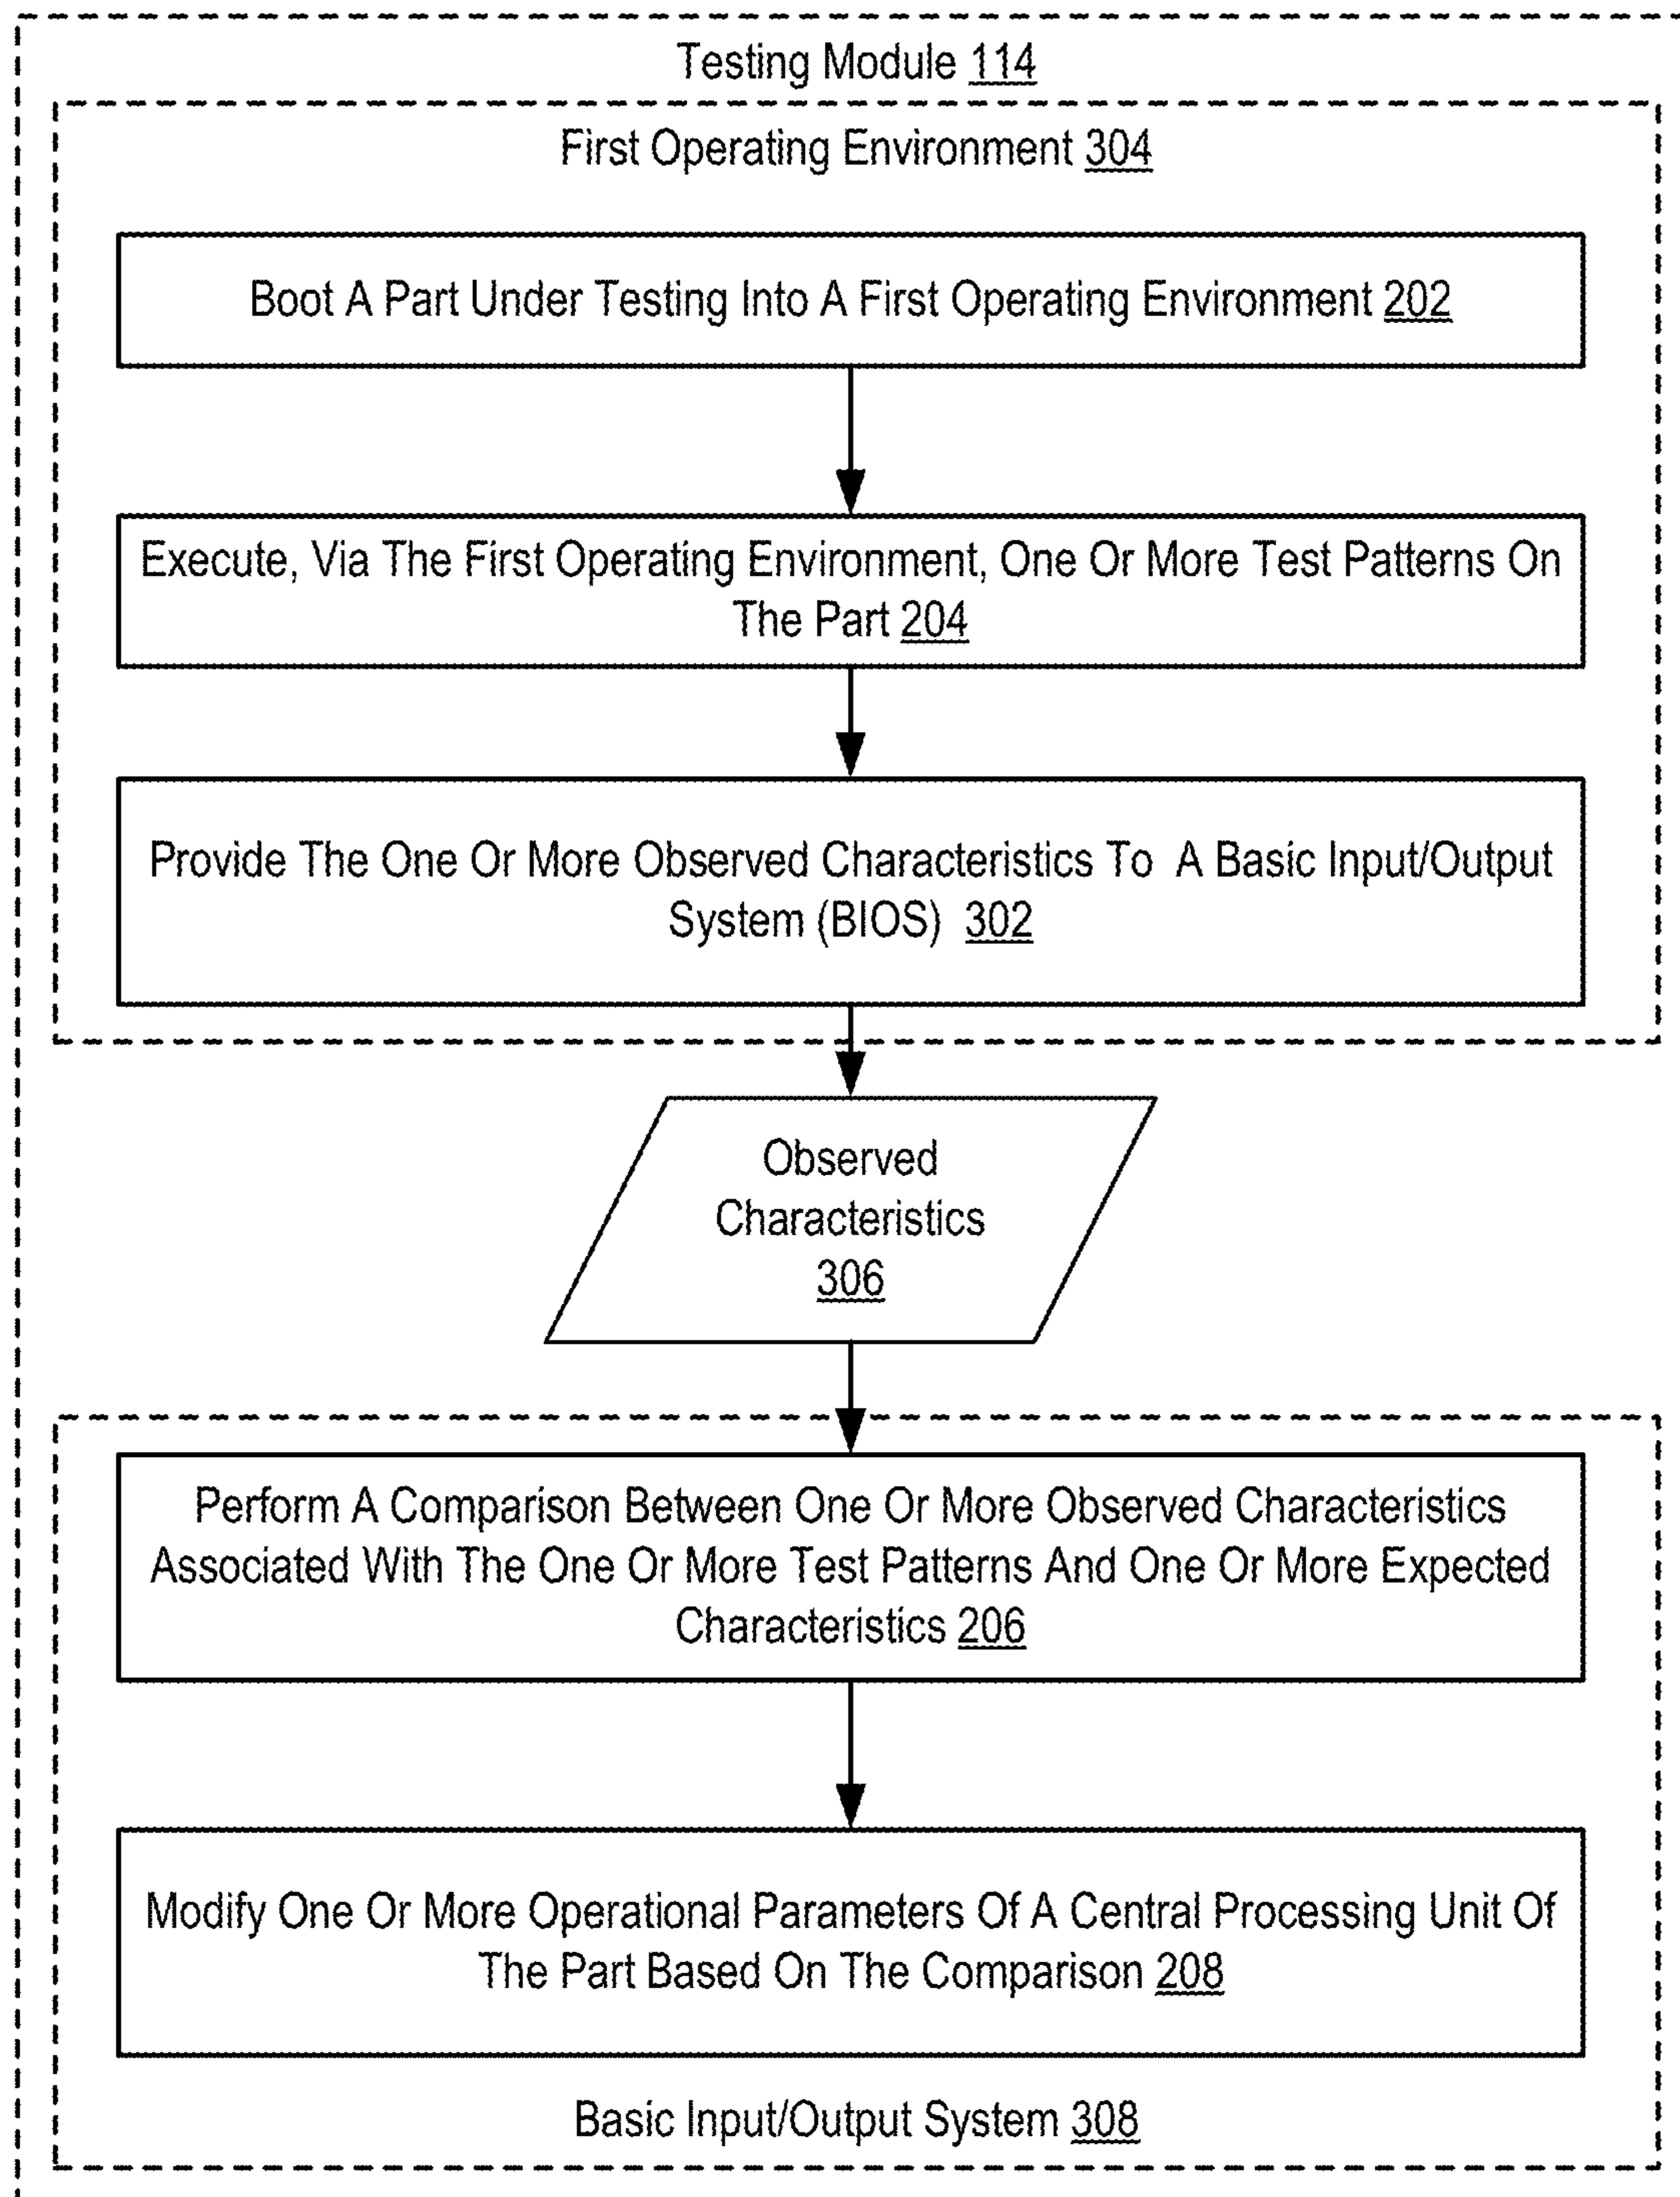 Testing Module 114
First Operating Environment 304
Boot A Part Under Testing Into A First Operating Environment 202
Execute, Via The First Operating Environment, One Or More Test Patterns On
The Part 204
Provide The One Or More Observed Characteristics To A Basic Input/Output
System (BIOS) 302
Observed
Characteristics
306
Perform A Comparison Between One Or More Observed Characteristics
Associated With The One Or More Test Patterns And One Or More Expected
Characteristics 206
Modify One Or More Operational Parameters Of A Central Processing Unit Of
The Part Based On The Comparison 208
Basic Input/Output System 308